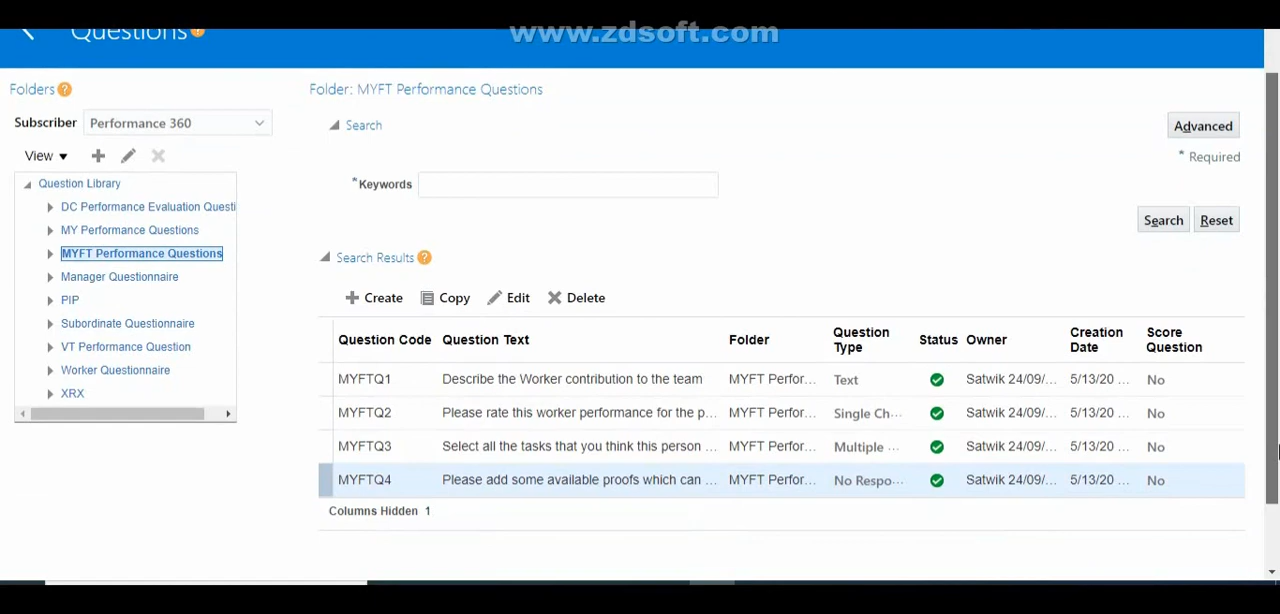 www.zdsoft.com
Questions
Folders
Folder: MYFT Performance Questions
Subscriber Performance 360
Search
Advanced
* Required
View
Question Library
*Keywords
DC Performance Evaluation Questi
MY Performance Questions
Search Reset
MYFT Performance Questions
Search Results
Manager Questionnaire
PIP
Create Copy Edit Delete
Subordinate Questionnaire
VT Performance Question
Worker Questionnaire
XRX
Question Code Question Text Folder Question Type Status Owner Creation Date Score Question
MYFTQ1 Describe the Worker contribution to the team MYFT Perfor... Text Satwik 24/09/... 5/13/20 ... No
MYFTQ2 Please rate this worker performance for the p... MYFT Perfor... Single Ch... Satwik 24/09/... 5/13/20 ... No
MYFTQ3 Select all the tasks that you think this person ... MYFT Perfor... Multiple ... Satwik 24/09/... 5/13/20 ... No
MYFTQ4 Please add some available proofs which can ... MYFT Perfor... No Respo... Satwik 24/09/... 5/13/20 ... No
Columns Hidden 1